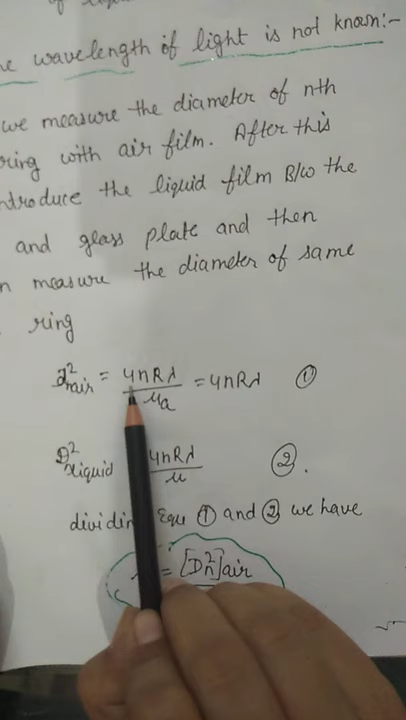 wavelength of light is not known:-
we measure the diameter of nth
ring with air film. After this
ntroduce the liquid film B/w the
and glass plate and then
measure the diameter of same
ring
D²air = 4nRλ/μa = 4nRλ ①
D²liquid 4nRλ/μ ②.
dividin Equ ① and ② we have
= [D²n]air